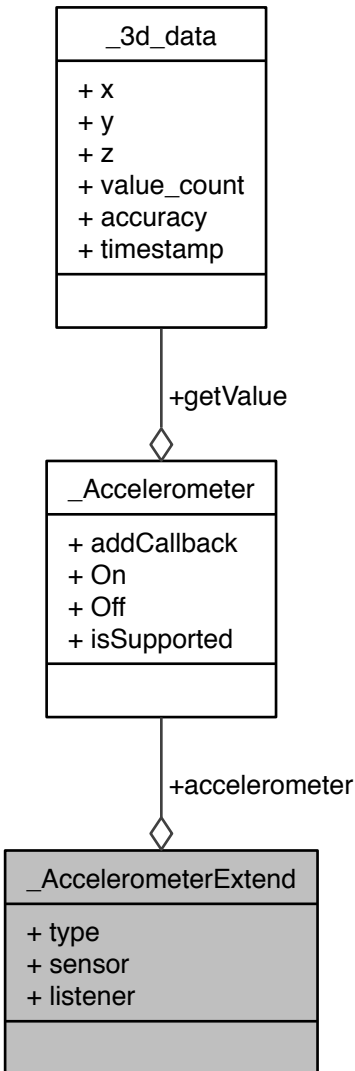 _3d_data
+ x
+ y
+ z
+ value_count
+ accuracy
+ timestamp
+getValue
_Accelerometer
+ addCallback
+ On
+ Off
+ isSupported
+accelerometer
_AccelerometerExtend
+ type
+ sensor
+ listener